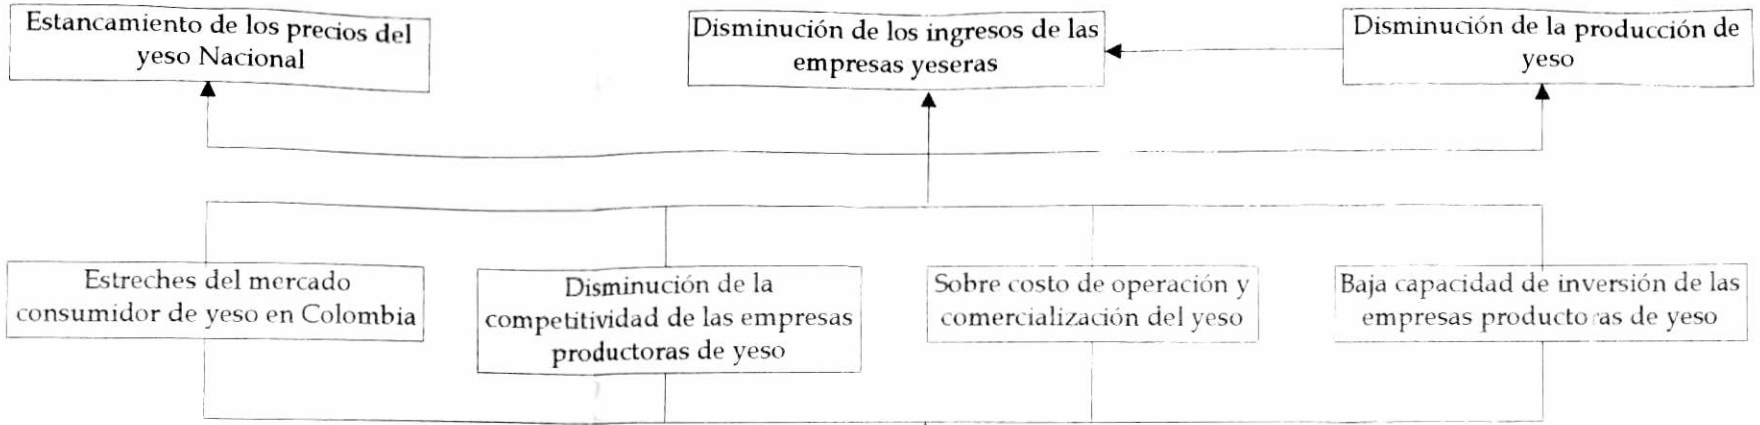 Estancamiento de los precios del
yeso Nacional
Disminución de los ingresos de las
empresas yeseras
Disminución de la producción de
yeso
Estreches del mercado
consumidor de yeso en Colombia
Disminución de la
competitividad de las empresas
productoras de yeso
Sobre costo de operación y
comercialización del yeso
Baja capacidad de inversión de las
empresas productoras de yeso